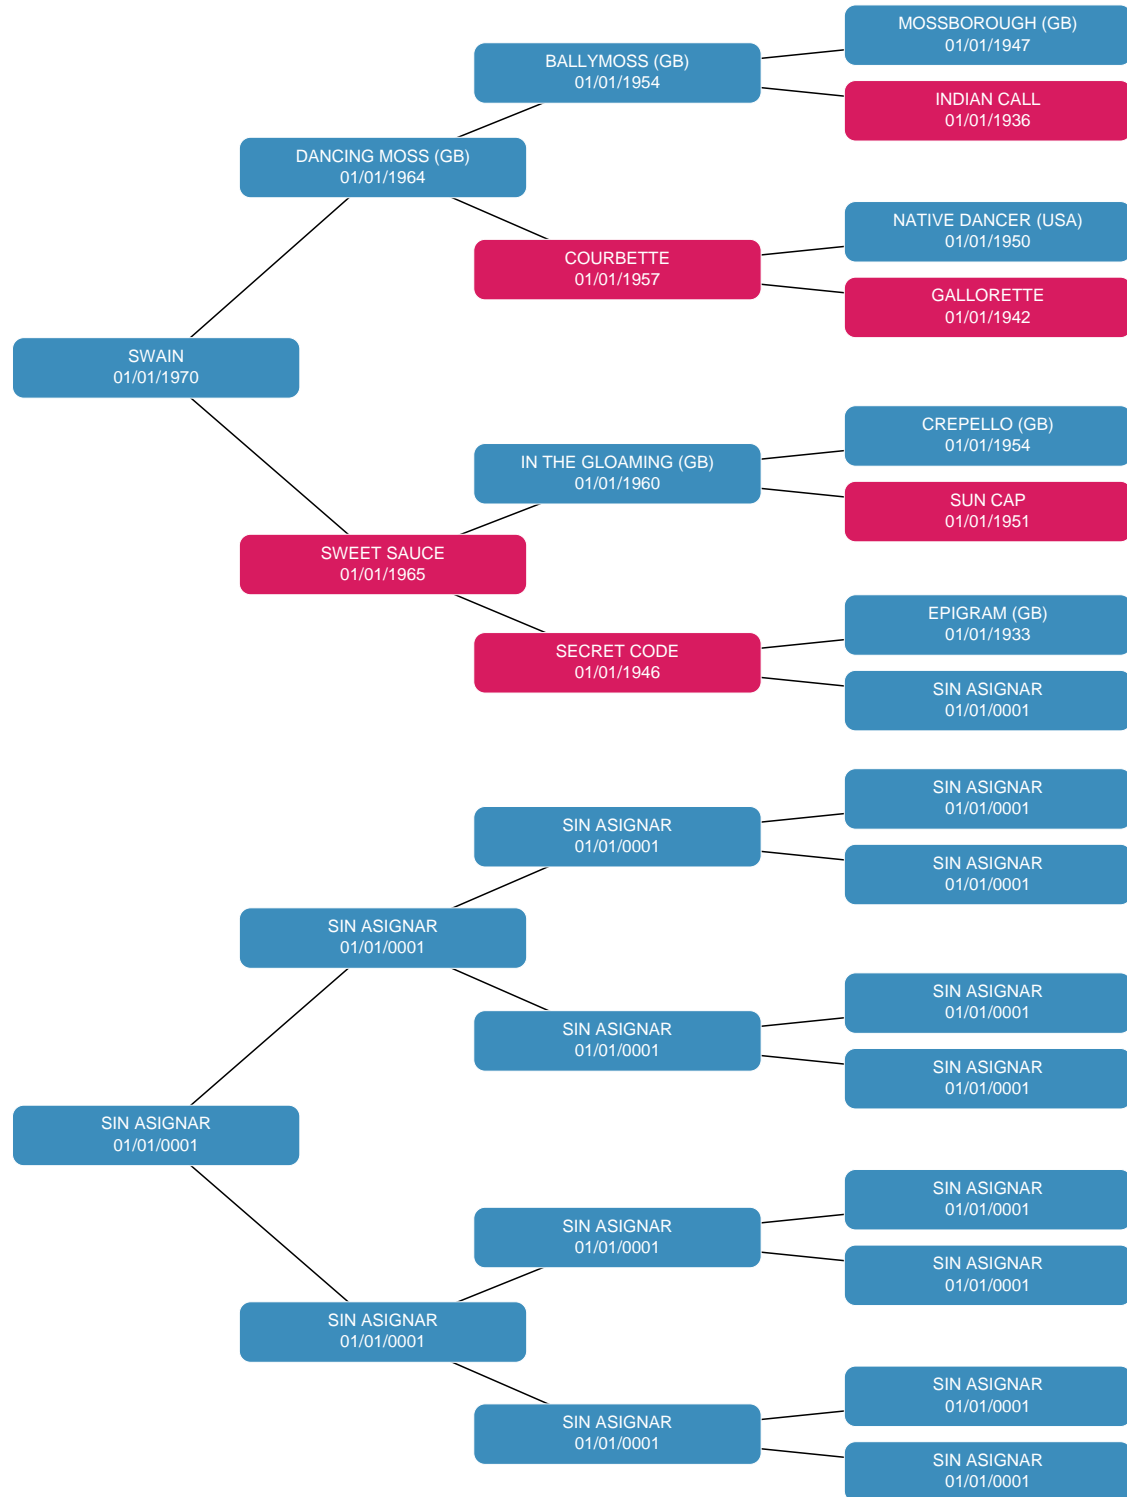 MOSSBOROUGH (GB)
01/01/1947
BALLYMOSS (GB)
01/01/1954
INDIAN CALL
01/01/1936
DANCING MOSS (GB)
01/01/1964
NATIVE DANCER (USA)
01/01/1950
COURBETTE
01/01/1957
GALLORETTE
01/01/1942
SWAIN
01/01/1970
CREPELLO (GB)
01/01/1954
IN THE GLOAMING (GB)
01/01/1960
SUN CAP
01/01/1951
SWEET SAUCE
01/01/1965
EPIGRAM (GB)
01/01/1933
SECRET CODE
01/01/1946
SIN ASIGNAR
01/01/0001
SIN ASIGNAR
01/01/0001
SIN ASIGNAR
01/01/0001
SIN ASIGNAR
01/01/0001
SIN ASIGNAR
01/01/0001
SIN ASIGNAR
01/01/0001
SIN ASIGNAR
01/01/0001
SIN ASIGNAR
01/01/0001
SIN ASIGNAR
01/01/0001
SIN ASIGNAR
01/01/0001
SIN ASIGNAR
01/01/0001
SIN ASIGNAR
01/01/0001
SIN ASIGNAR
01/01/0001
SIN ASIGNAR
01/01/0001
SIN ASIGNAR
01/01/0001
SIN ASIGNAR
01/01/0001